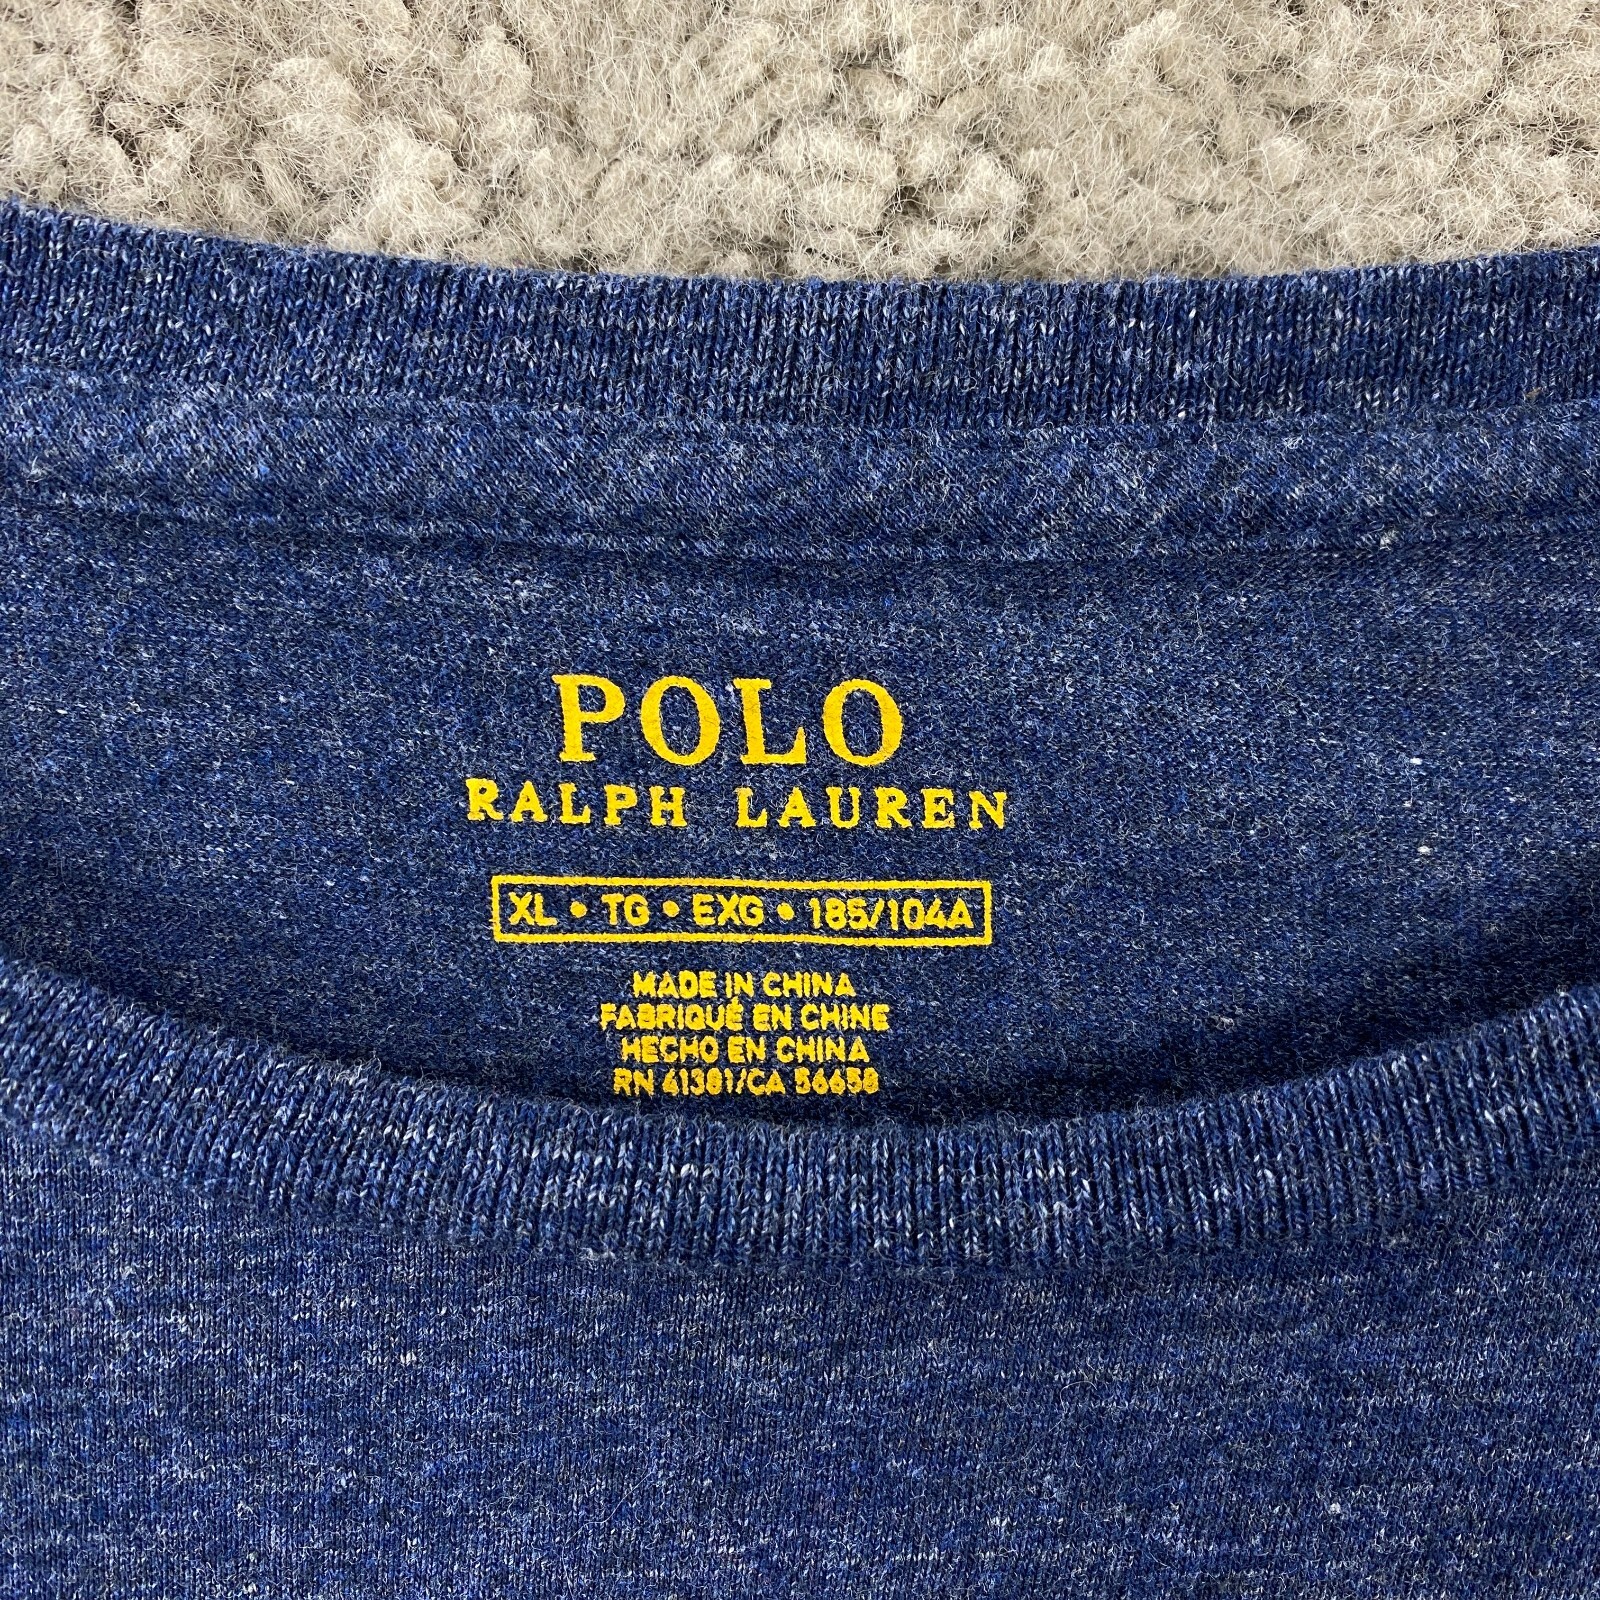 POLO
RALPH LAUREN
XL • TG • EXG • 185/104A
MADE IN CHINA
FABRIQUÉ EN CHINE
HECHO EN CHINA
RN 41381/CA 56658